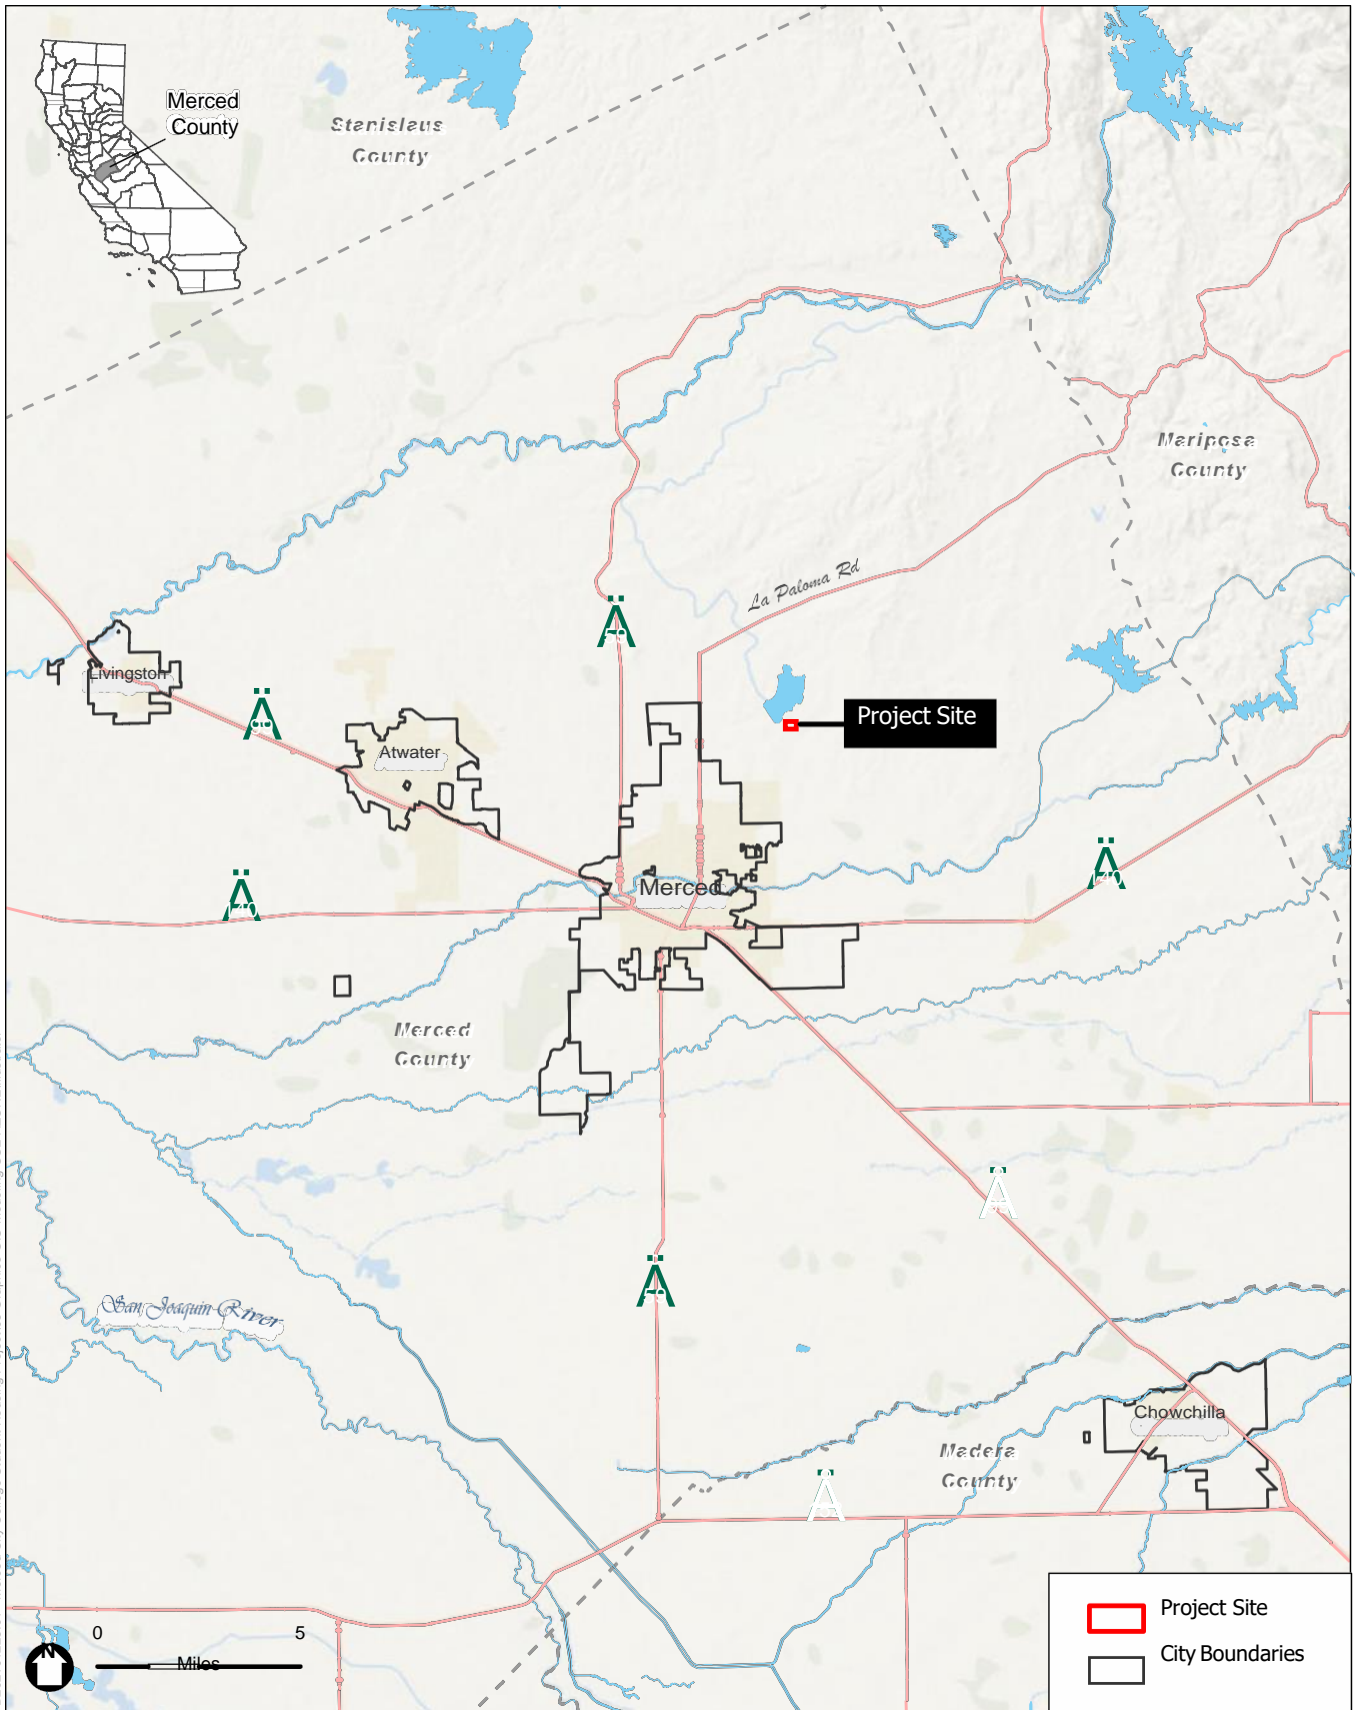 Merced
County
Stanislaus
County
Mariposa
County
La Paloma Rd
Livingston
Project Site
Atwater
Merced
Merced
County
San Joaquin River
Chowchilla
Madera
County
Project Site
City Boundaries
0 5
Miles
N